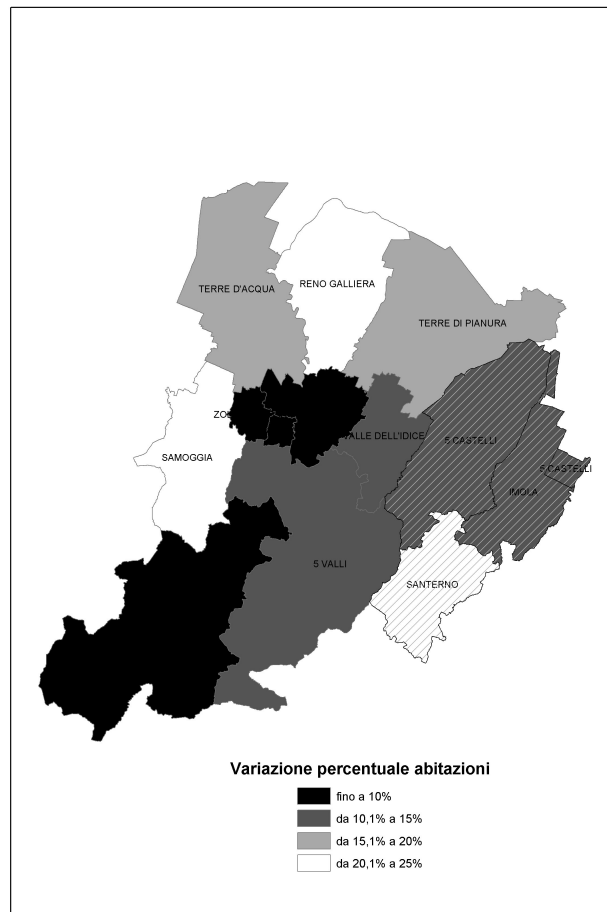 TERRE D'ACQUA
RENO GALLIERA
TERRE DI PIANURA
ZO
VALLE DELL'IDICE
5 CASTELLI
SAMOGGIA
5 CASTELLI
IMOLA
5 VALLI
SANTERNO
Variazione percentuale abitazioni
fino a 10%
da 10,1% a 15%
da 15,1% a 20%
da 20,1% a 25%